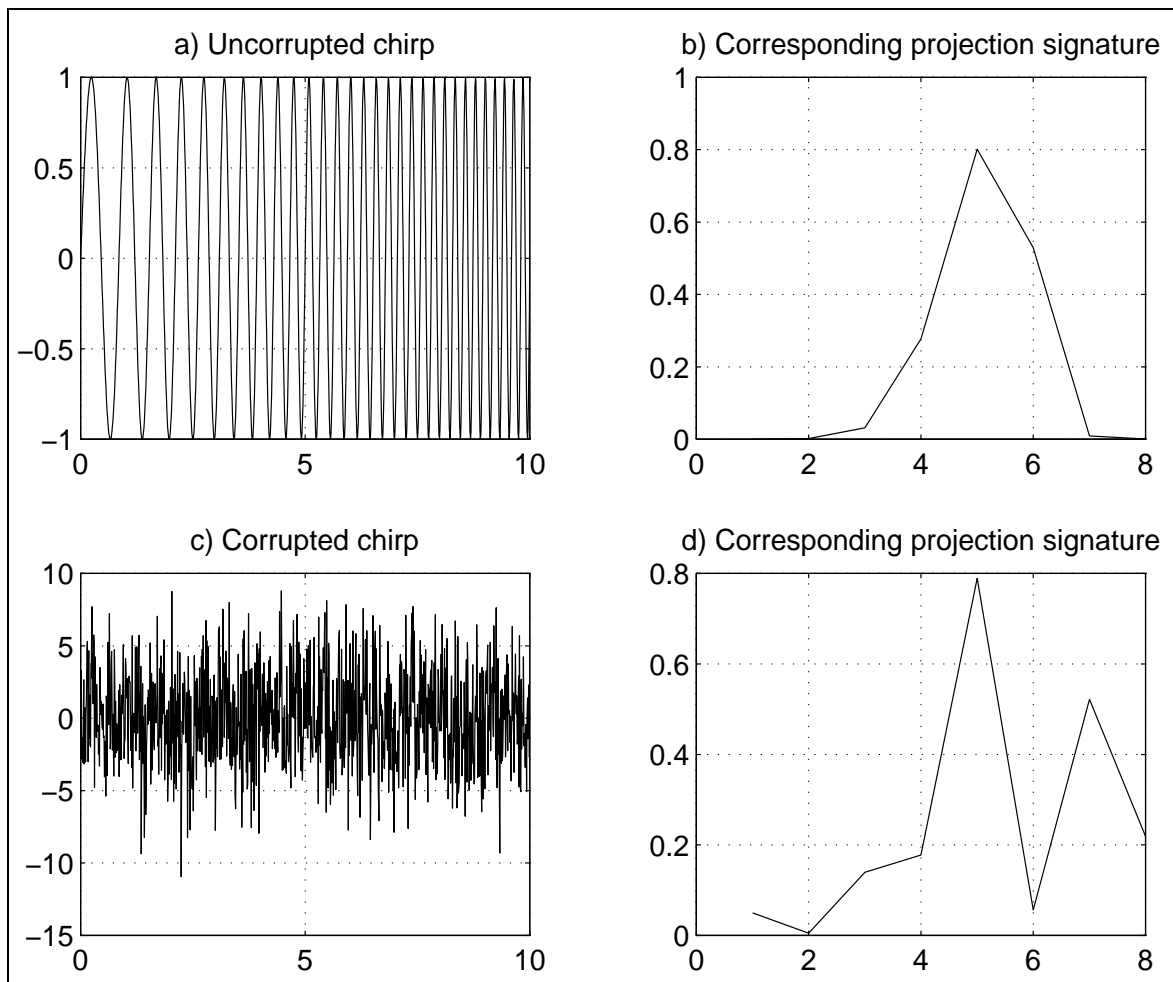 a) Uncorrupted chirp
1
0.5
0
−0.5
−1
0 5 10
b) Corresponding projection signature
1
0.8
0.6
0.4
0.2
0
0 2 4 6 8
c) Corrupted chirp
10
5
0
−5
−10
−15
0 5 10
d) Corresponding projection signature
0.8
0.6
0.4
0.2
0
0 2 4 6 8